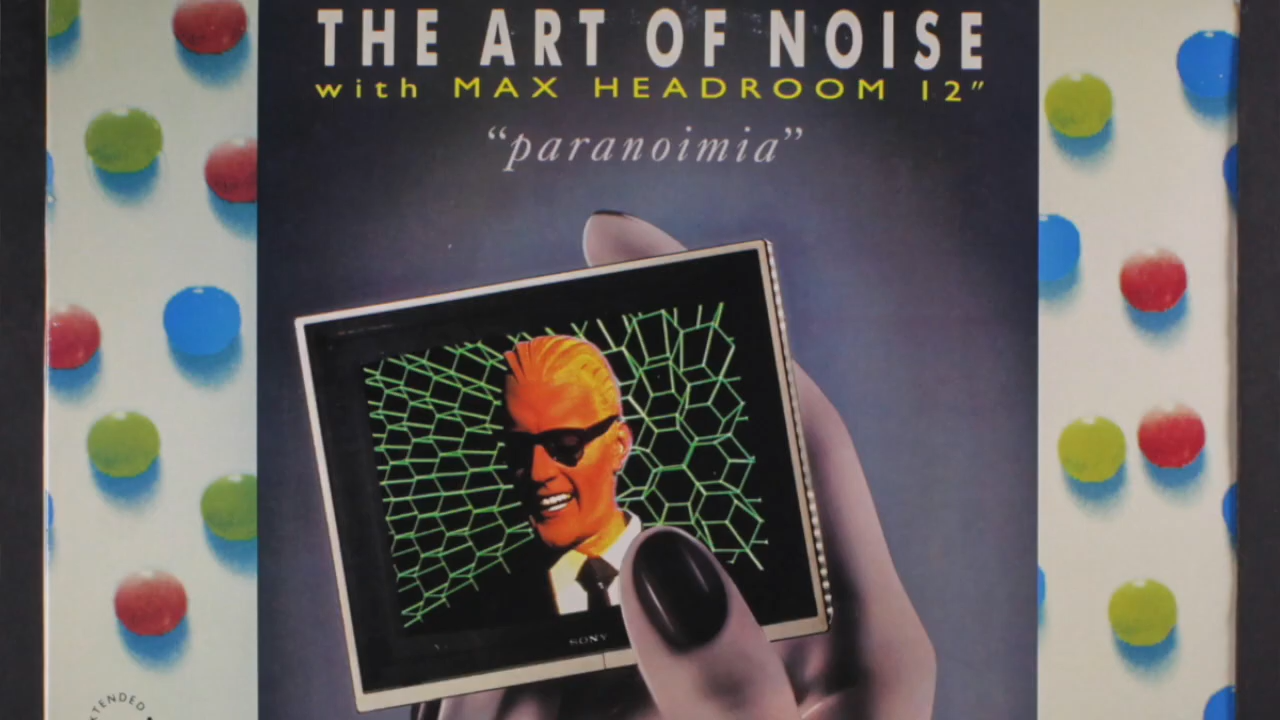 THE ART OF NOISE
with MAX HEADROOM 12"
“paranoimia”
SONY